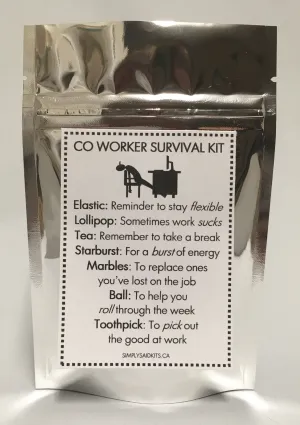 CO WORKER SURVIVAL KIT
Elastic: Reminder to stay flexible
Lollipop: Sometimes work sucks
Tea: Remember to take a break
Starburst: For a burst of energy
Marbles: To replace ones
you've lost on the job
Ball: To help you
roll through the week
Toothpick: To pick out
the good at work
SIMPLYSAIDKITS.CA